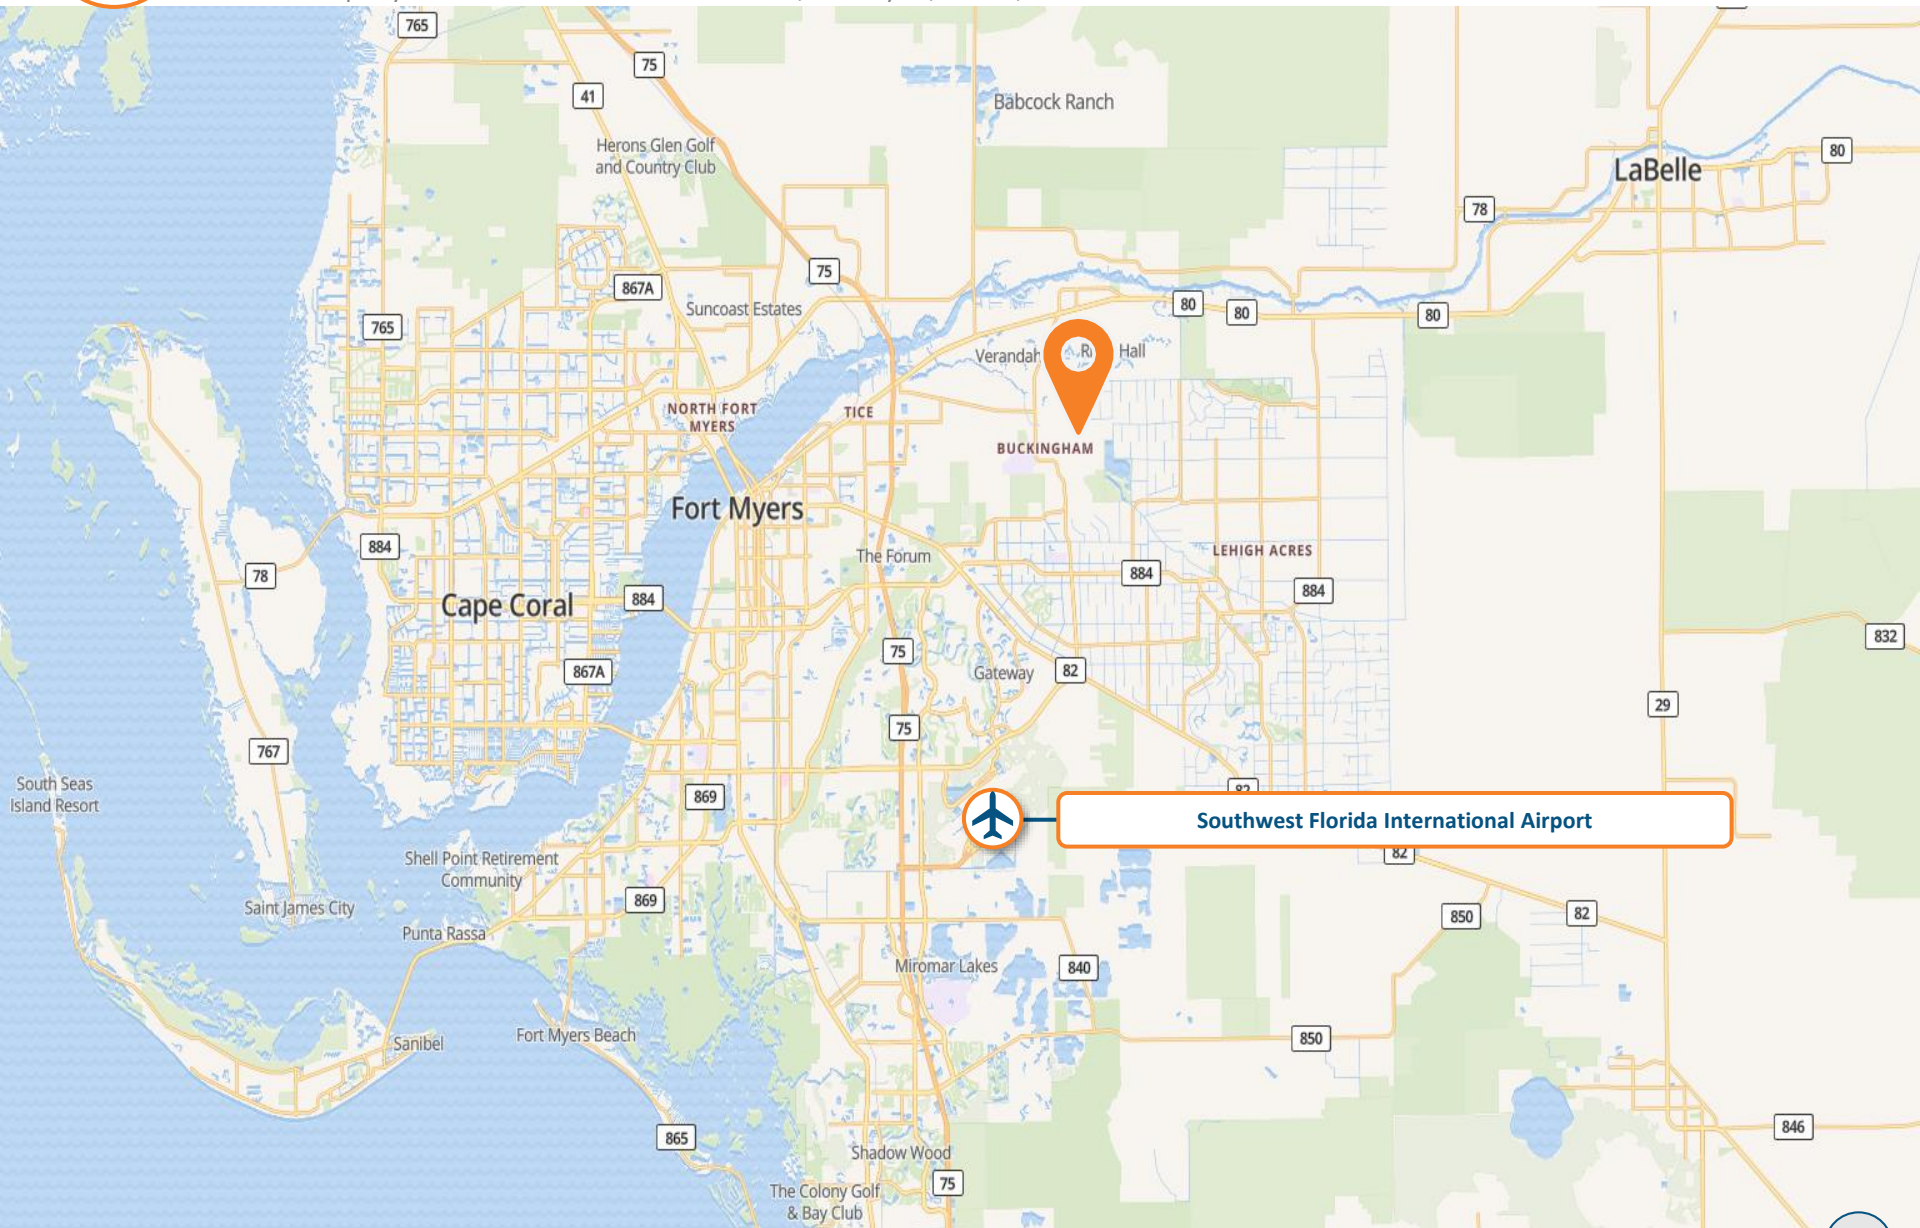 765
75
41
Babcock Ranch
Herons Glen Golf
and Country Club
80
LaBelle
78
75
867A
Suncoast Estates
80
80
80
765
Verandah
Hall
NORTH FORT
MYERS
TICE
BUCKINGHAM
Fort Myers
884
The Forum
LEHIGH ACRES
78
884
884
884
Cape Coral
832
75
867A
Gateway
82
29
75
767
South Seas
Island Resort
869
82
Southwest Florida International Airport
82
Shell Point Retirement
Community
869
Saint James City
850
82
Punta Rassa
Miromar Lakes
840
Fort Myers Beach
Sanibel
850
865
846
Shadow Wood
75
The Colony Golf
& Bay Club